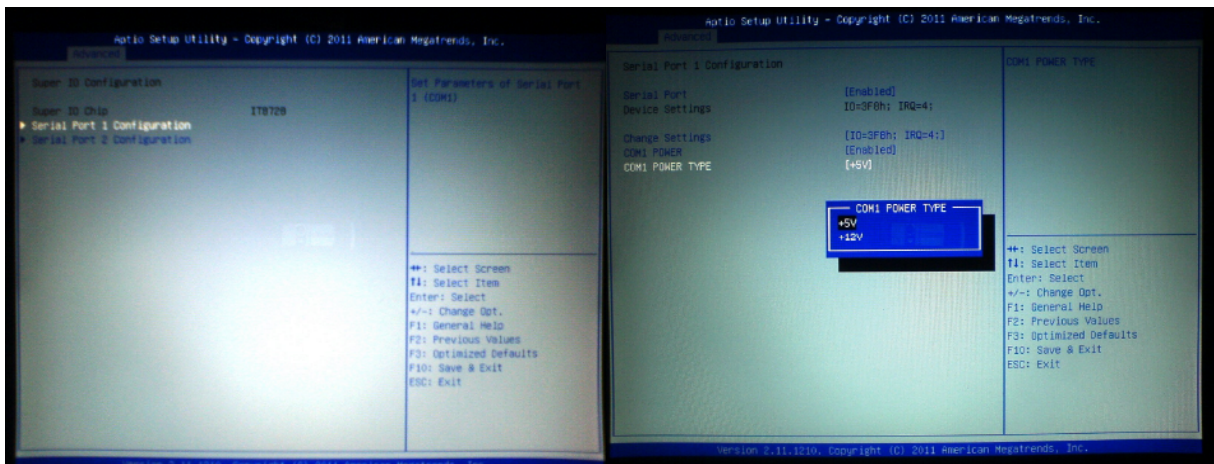 Aptio Setup Utility - Copyright (C) 2011 American Megatrends, Inc.
Advanced
Super IO Configuration
Super IO Chip IT8728
Serial Port 1 Configuration
Serial Port 2 Configuration
Set Parameters of Serial Port
1 (COM1)
↔: Select Screen
↑↓: Select Item
Enter: Select
+/-: Change Opt.
F1: General Help
F2: Previous Values
F3: Optimized Defaults
F10: Save & Exit
ESC: Exit
Aptio Setup Utility - Copyright (C) 2011 American Megatrends, Inc.
Advanced
Serial Port 1 Configuration
Serial Port [Enabled]
Device Settings IO=3F8h; IRQ=4;
Change Settings [IO=3F8h; IRQ=4;]
COM1 POWER [Enabled]
COM1 POWER TYPE [+5V]
COM1 POWER TYPE
+5V
+12V
COM1 POWER TYPE
↔: Select Screen
↑↓: Select Item
Enter: Select
+/-: Change Opt.
F1: General Help
F2: Previous Values
F3: Optimized Defaults
F10: Save & Exit
ESC: Exit
Version 2.11.1210. Copyright (C) 2011 American Megatrends, Inc.